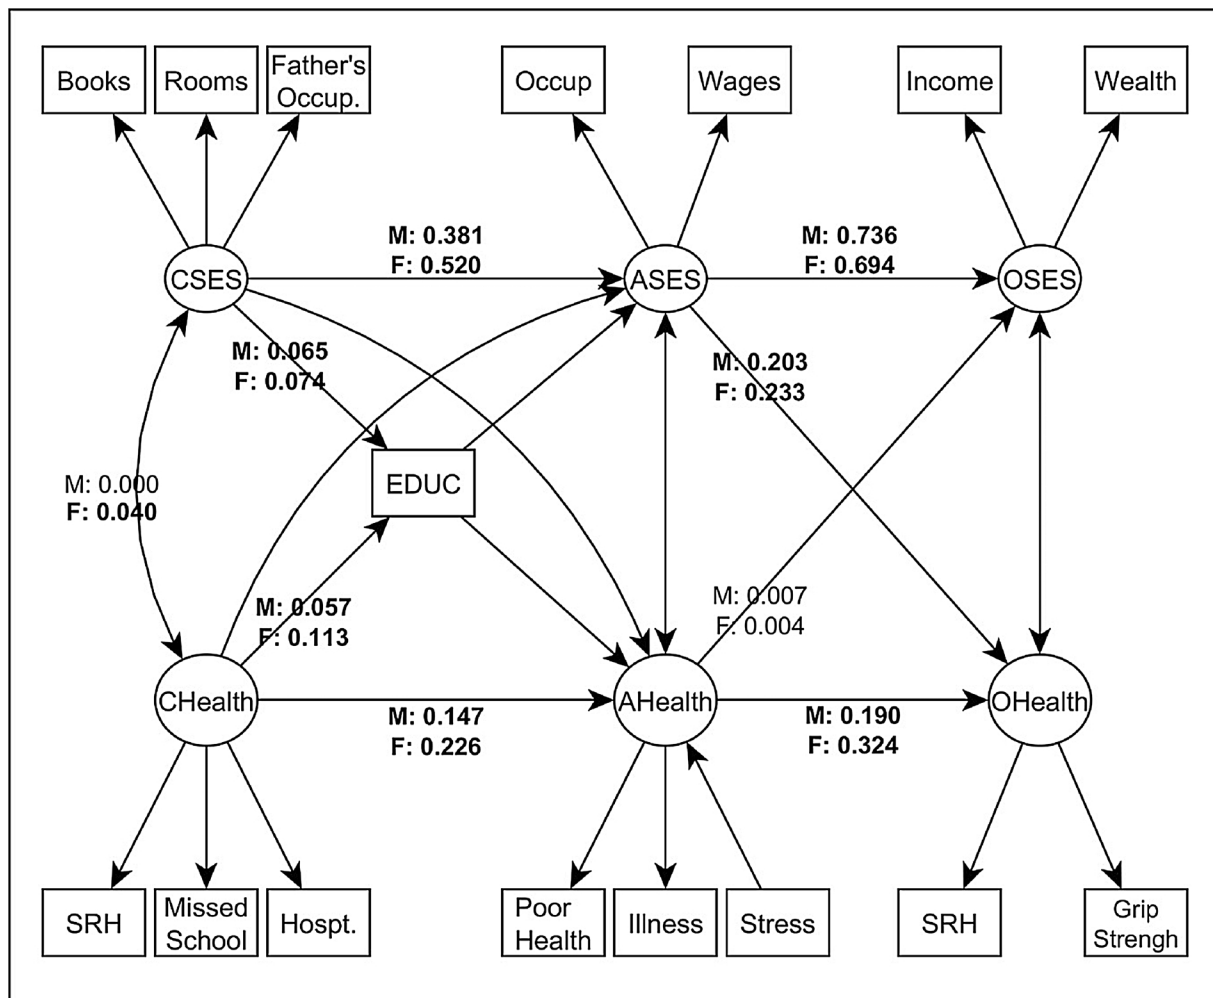 Books
Rooms
Father's
Occup.
Occup
Wages
Income
Wealth
M: 0.381
F: 0.520
M: 0.736
F: 0.694
CSES
ASES
OSES
M: 0.065
F: 0.074
M: 0.203
F: 0.233
M: 0.000
F: 0.040
EDUC
M: 0.057
F: 0.113
M: 0.007
F: 0.004
CHealth
AHealth
OHealth
M: 0.147
F: 0.226
M: 0.190
F: 0.324
SRH
Missed
School
Hospt.
Poor
Health
Illness
Stress
SRH
Grip
Strengh